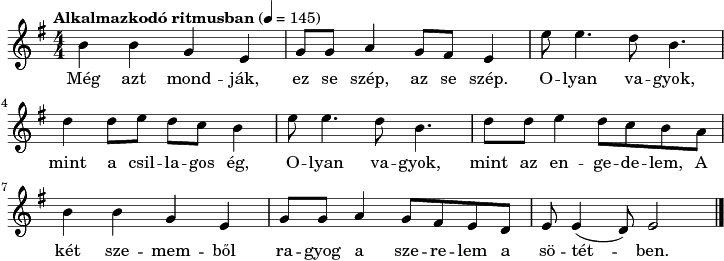 Alkalmazkodó ritmusban (♩ = 145)
Még azt mond - ják, ez se szép, az se szép. O - lyan va - gyok,
4
mint a csil - la - gos ég, O - lyan va - gyok, mint az en - ge - de - lem, A
7
két sze - mem - ből ra - gyog a sze - re - lem a sö - tét - ben.